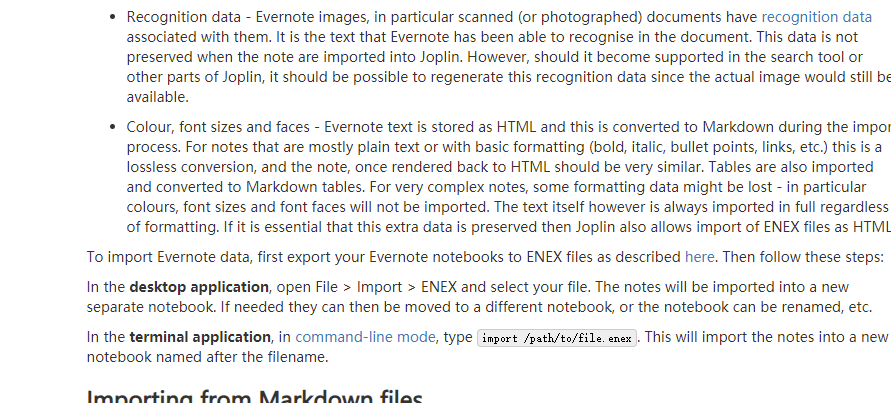 • Recognition data - Evernote images, in particular scanned (or photographed) documents have recognition data
associated with them. It is the text that Evernote has been able to recognise in the document. This data is not
preserved when the note are imported into Joplin. However, should it become supported in the search tool or
other parts of Joplin, it should be possible to regenerate this recognition data since the actual image would still be
available.
• Colour, font sizes and faces - Evernote text is stored as HTML and this is converted to Markdown during the impor
process. For notes that are mostly plain text or with basic formatting (bold, italic, bullet points, links, etc.) this is a
lossless conversion, and the note, once rendered back to HTML should be very similar. Tables are also imported
and converted to Markdown tables. For very complex notes, some formatting data might be lost - in particular
colours, font sizes and font faces will not be imported. The text itself however is always imported in full regardless
of formatting. If it is essential that this extra data is preserved then Joplin also allows import of ENEX files as HTML
To import Evernote data, first export your Evernote notebooks to ENEX files as described here. Then follow these steps:
In the desktop application, open File > Import > ENEX and select your file. The notes will be imported into a new
separate notebook. If needed they can then be moved to a different notebook, or the notebook can be renamed, etc.
In the terminal application, in command-line mode, type import /path/to/file.enex. This will import the notes into a new
notebook named after the filename.
Importing from Markdown files